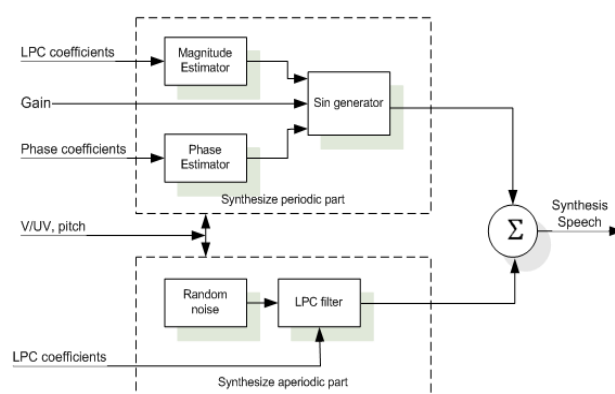 LPC coefficients
Magnitude
Estimator
Gain
Sin generator
Phase coefficients
Phase
Estimator
Synthesize periodic part
V/UV, pitch
Σ
Synthesis
Speech
Random
noise
LPC filter
LPC coefficients
Synthesize aperiodic part